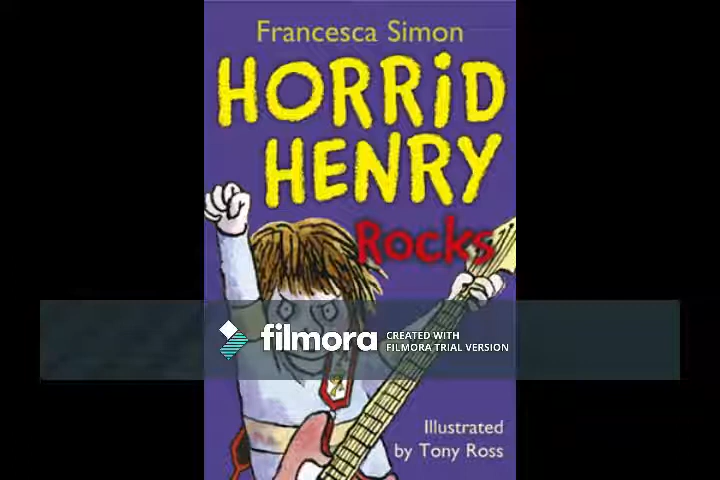 Francesca Simon
HORRID
HENRY
Rocks
filmora
CREATED WITH
FILMORA TRIAL VERSION
Illustrated
by Tony Ross